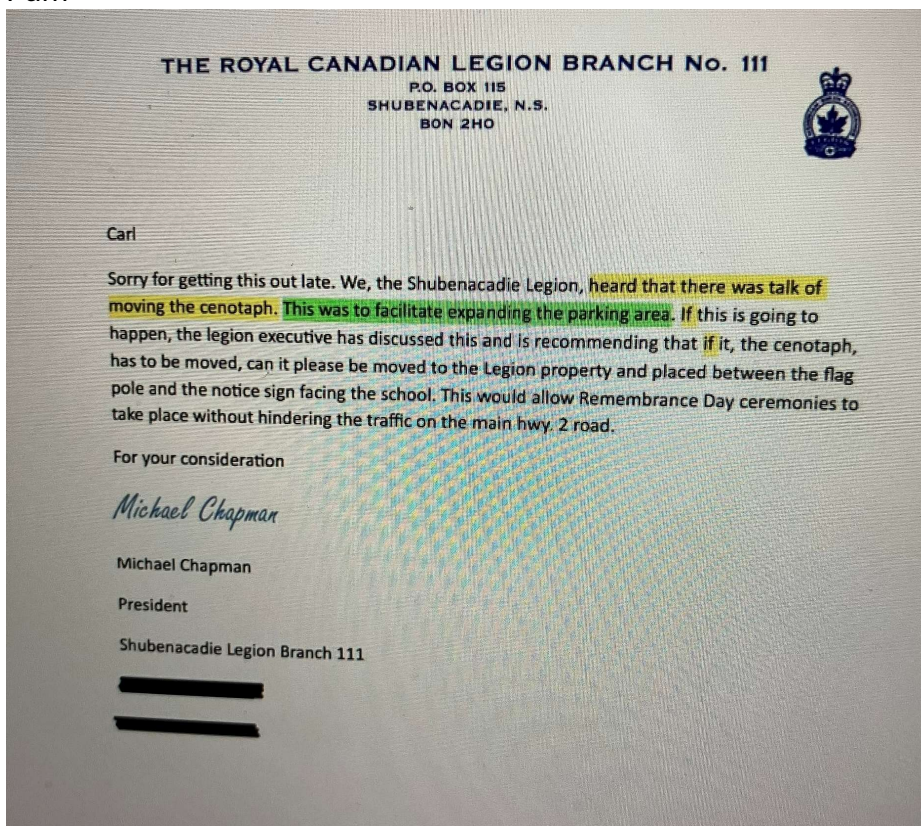 THE ROYAL CANADIAN LEGION BRANCH No. 111
P.O. BOX 115
SHUBENACADIE, N.S.
BON 2HO
Carl
Sorry for getting this out late. We, the Shubenacadie Legion, heard that there was talk of
moving the cenotaph. This was to facilitate expanding the parking area. If this is going to
happen, the legion executive has discussed this and is recommending that if it, the cenotaph,
has to be moved, can it please be moved to the Legion property and placed between the flag
pole and the notice sign facing the school. This would allow Remembrance Day ceremonies to
take place without hindering the traffic on the main hwy. 2 road.
For your consideration
Michael Chapman
Michael Chapman
President
Shubenacadie Legion Branch 111